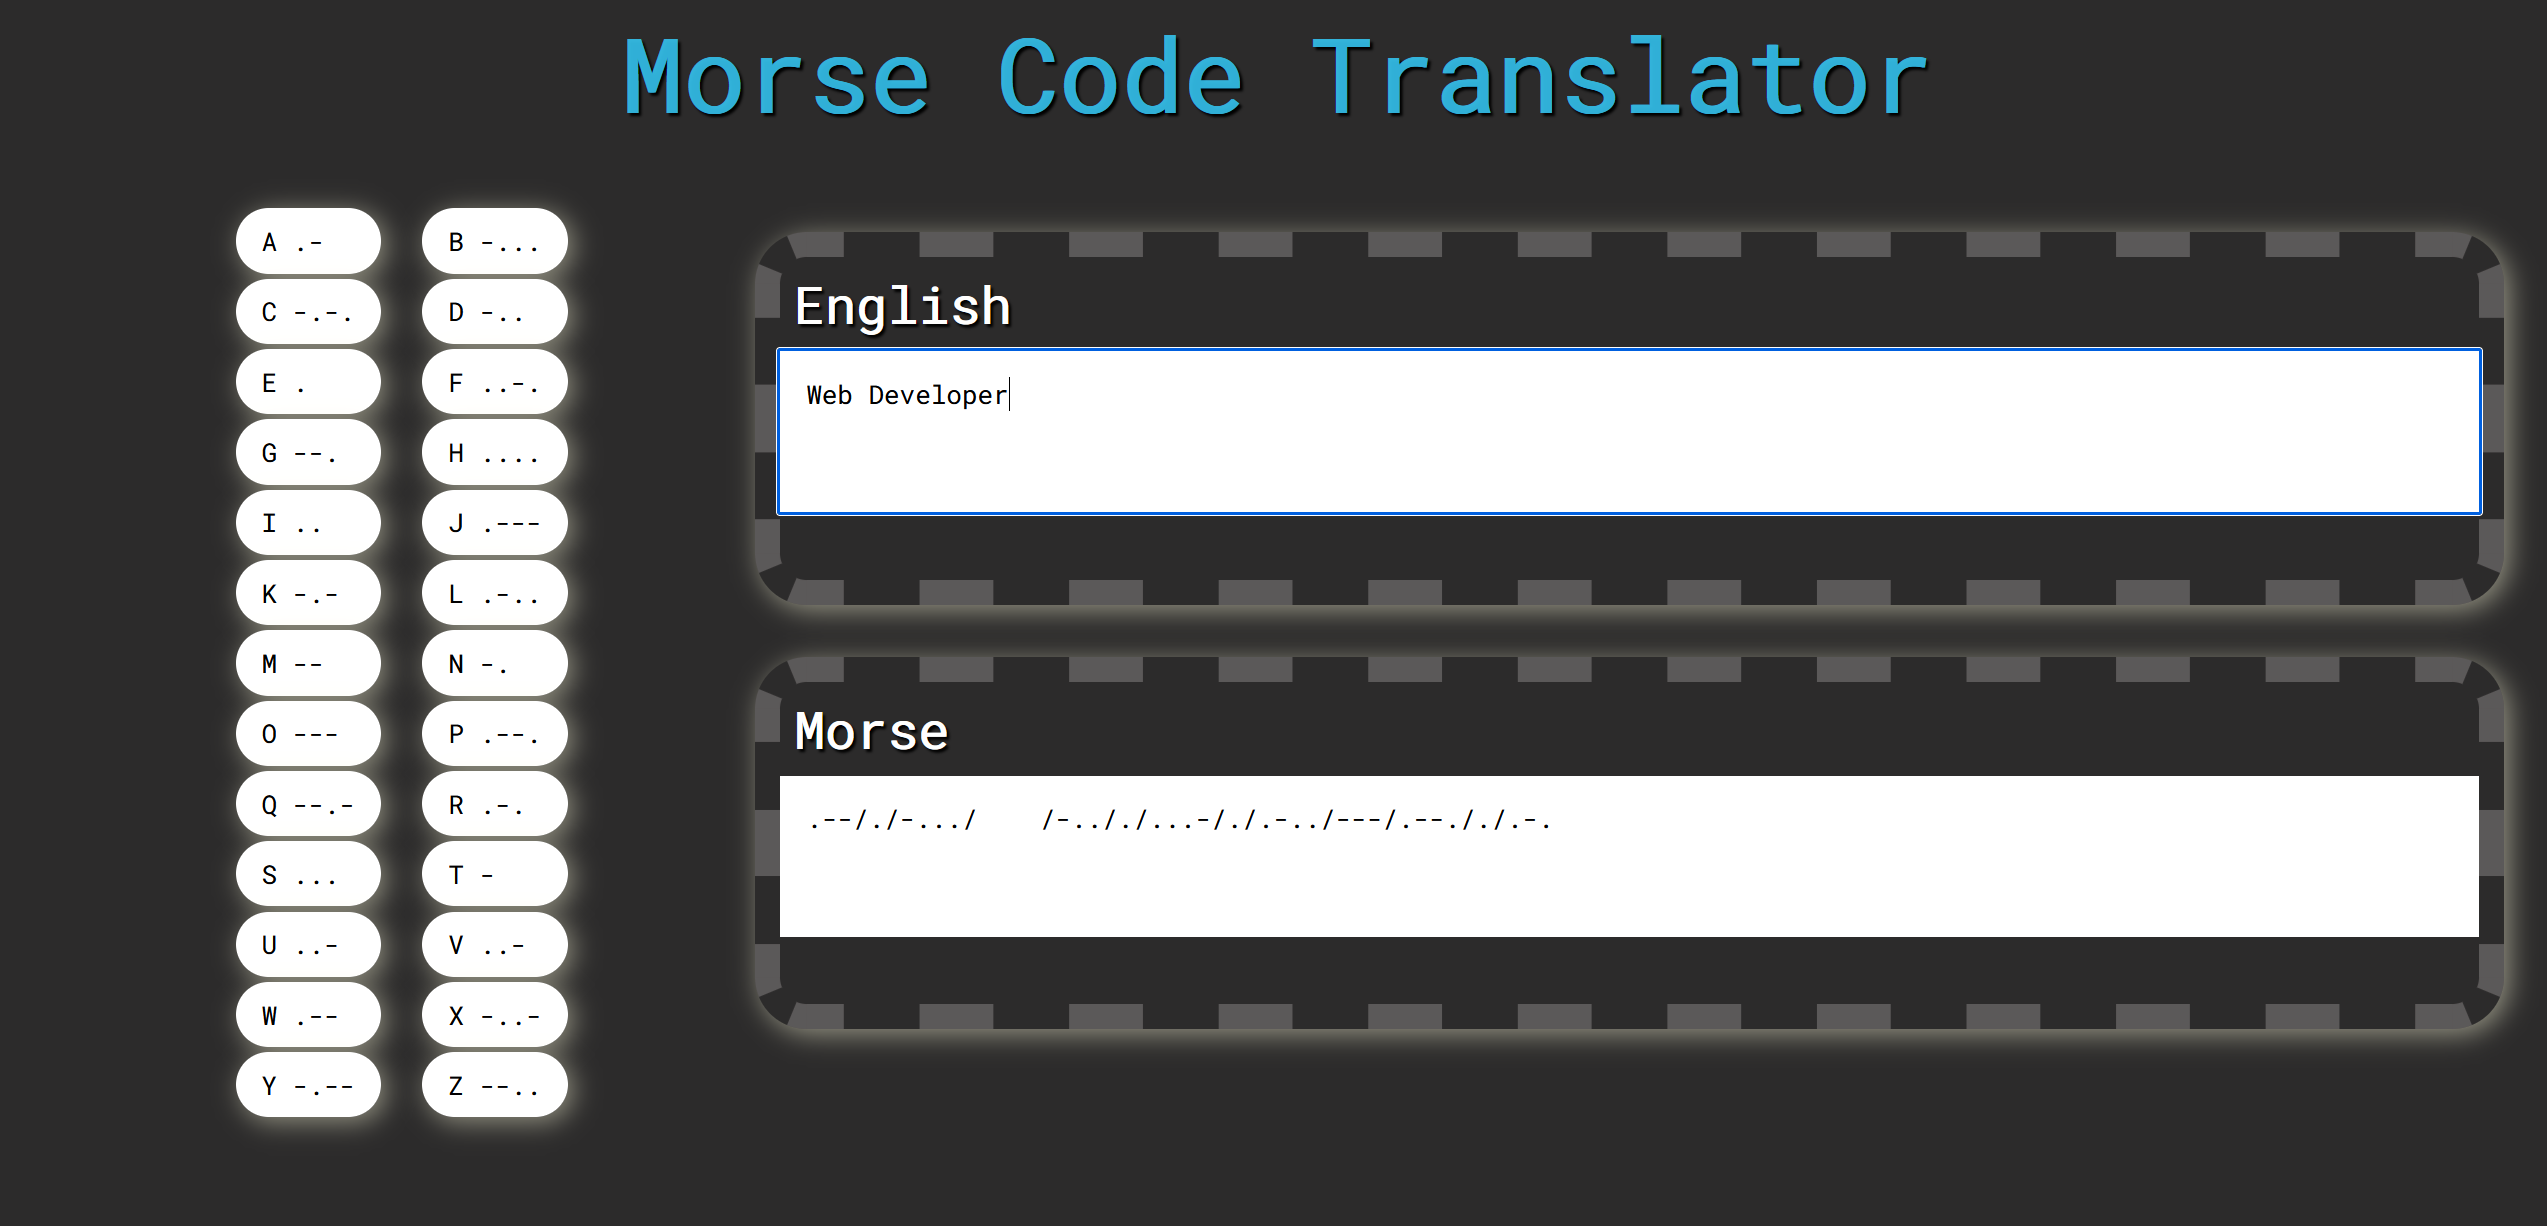 Morse Code Translator
A .-
B -...
C -.-.
D -..
E .
F ..-.
G --.
H ....
I ..
J .---
K -.-
L .-..
M --
N -.
O ---
P .--.
Q --.-
R .-.
S ...
T -
U ..-
V ..-
W .--
X -..-
Y -.--
Z --..
English
Web Developer
Morse
.--/./-.../    /-.././...-/./.-../---/.--././.-.